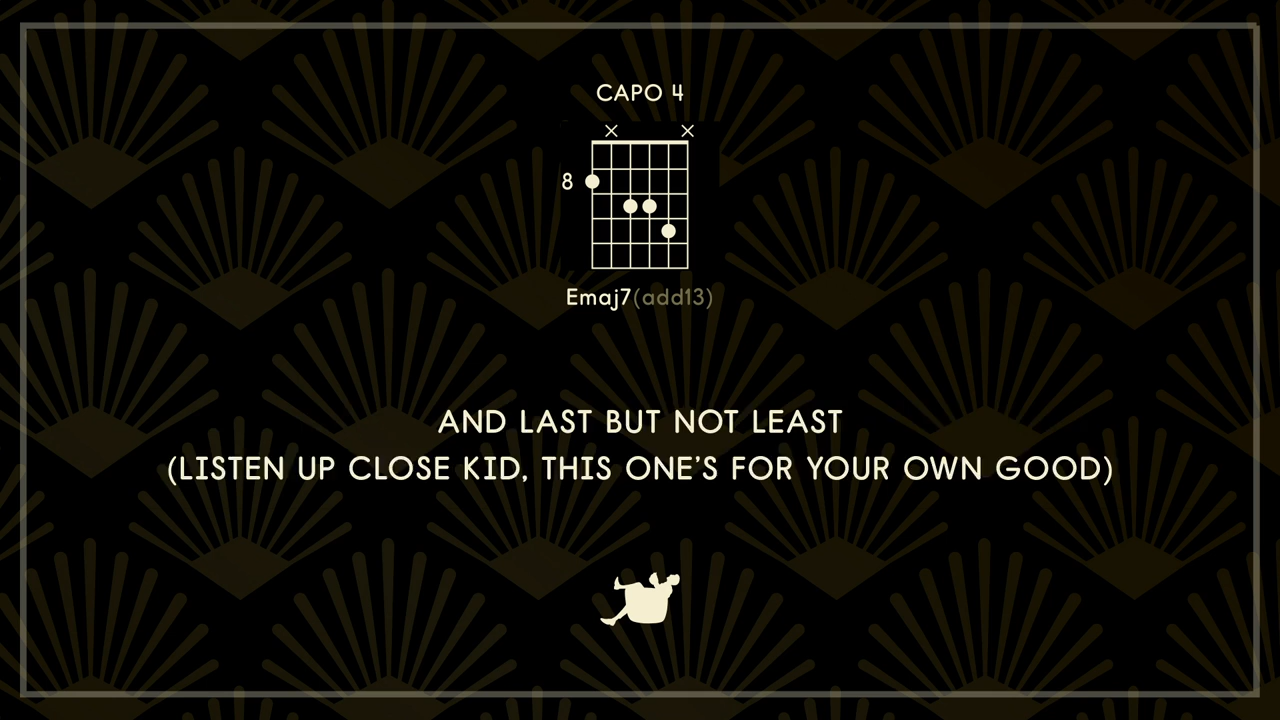 CAPO 4
× ×
8
Emaj7(add13)
AND LAST BUT NOT LEAST
(LISTEN UP CLOSE KID, THIS ONE'S FOR YOUR OWN GOOD)